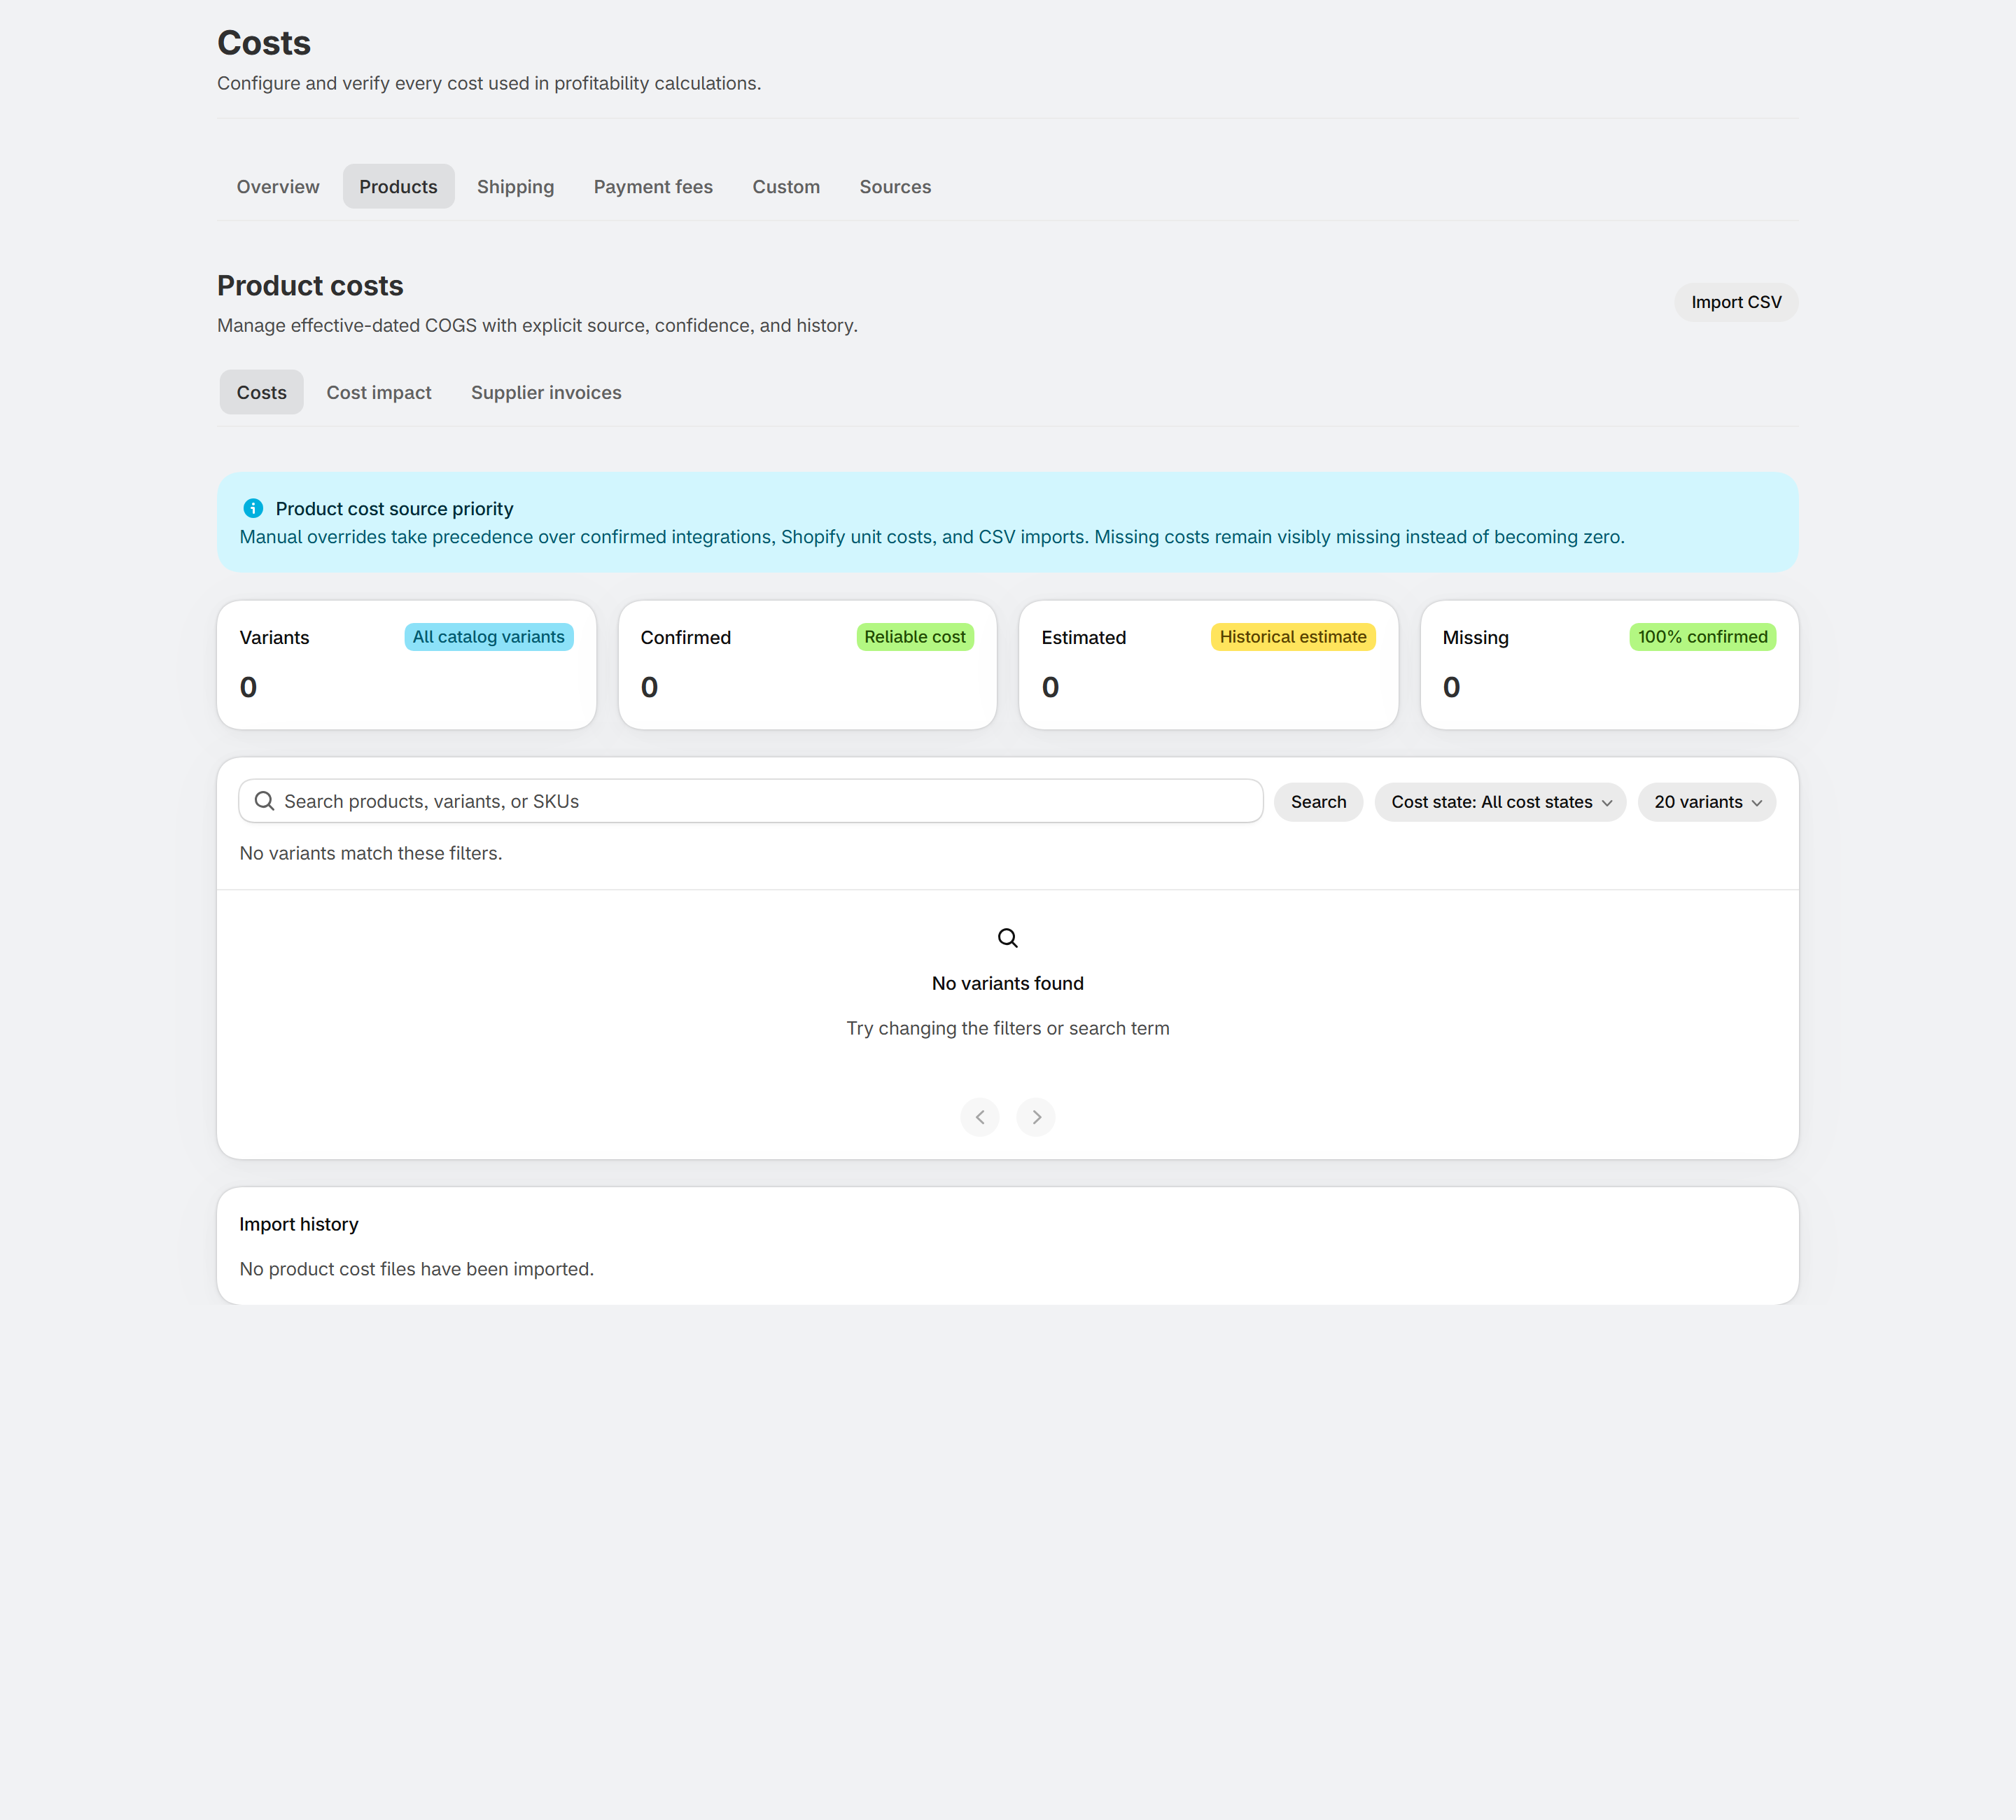 Costs
Configure and verify every cost used in profitability calculations.
Overview Products Shipping Payment fees Custom Sources
Product costs
Import CSV
Manage effective-dated COGS with explicit source, confidence, and history.
Costs Cost impact Supplier invoices
Product cost source priority
Manual overrides take precedence over confirmed integrations, Shopify unit costs, and CSV imports. Missing costs remain visibly missing instead of becoming zero.
Variants All catalog variants
0
Confirmed Reliable cost
0
Estimated Historical estimate
0
Missing 100% confirmed
0
Search products, variants, or SKUs Search Cost state: All cost states 20 variants
No variants match these filters.
No variants found
Try changing the filters or search term
Import history
No product cost files have been imported.